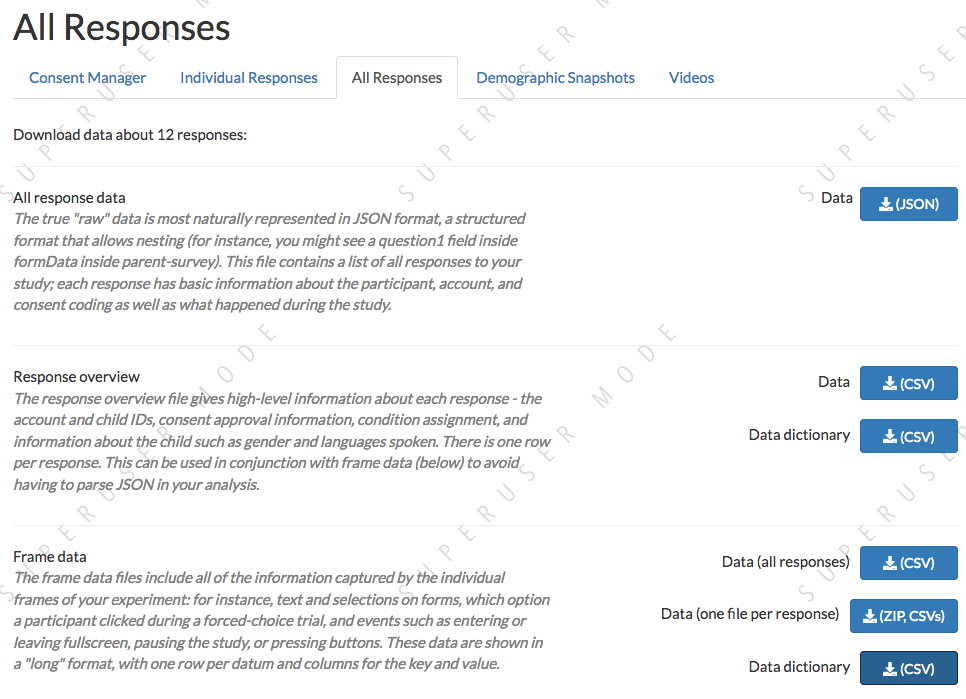 All Responses
Consent Manager Individual Responses All Responses Demographic Snapshots Videos
Download data about 12 responses:
All response data
The true "raw" data is most naturally represented in JSON format, a structured
format that allows nesting (for instance, you might see a question1 field inside
formData inside parent-survey). This file contains a list of all responses to your
study; each response has basic information about the participant, account, and
consent coding as well as what happened during the study.
Data (JSON)
Response overview
The response overview file gives high-level information about each response - the
account and child IDs, consent approval information, condition assignment, and
information about the child such as gender and languages spoken. There is one row
per response. This can be used in conjunction with frame data (below) to avoid
having to parse JSON in your analysis.
Data (CSV)
Data dictionary (CSV)
Frame data
The frame data files include all of the information captured by the individual
frames of your experiment: for instance, text and selections on forms, which option
a participant clicked during a forced-choice trial, and events such as entering or
leaving fullscreen, pausing the study, or pressing buttons. These data are shown in
a "long" format, with one row per datum and columns for the key and value.
Data (all responses) (CSV)
Data (one file per response) (ZIP, CSVs)
Data dictionary (CSV)
SUPERUSER MODE